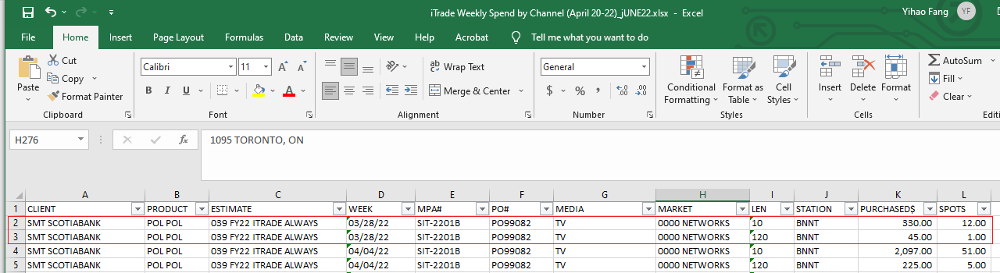 iTrade Weekly Spend by Channel (April 20-22)_jUNE22.xlsx - Excel
Yihao Fang YF
File Home Insert Page Layout Formulas Data Review View Help Acrobat Tell me what you want to do
Paste
Cut
Copy
Format Painter
Clipboard
Calibri 11
B I U
Font
Wrap Text
Merge & Center
Alignment
General
$ % ,
Number
Conditional Formatting
Format as Table
Cell Styles
Styles
Insert Delete Format
Cells
AutoSum
Fill
Clear
Editi
H276 fx 1095 TORONTO, ON
A B C D E F G H I J K L
1 CLIENT PRODUCT ESTIMATE WEEK MPA# PO# MEDIA MARKET LEN STATION PURCHASED$ SPOTS
2 SMT SCOTIABANK POL POL 039 FY22 ITRADE ALWAYS 03/28/22 SIT-2201B PO99082 TV 0000 NETWORKS 10 BNNT 330.00 12.00
3 SMT SCOTIABANK POL POL 039 FY22 ITRADE ALWAYS 03/28/22 SIT-2201B PO99082 TV 0000 NETWORKS 120 BNNT 45.00 1.00
4 SMT SCOTIABANK POL POL 039 FY22 ITRADE ALWAYS 04/04/22 SIT-2201B PO99082 TV 0000 NETWORKS 10 BNNT 2,097.00 51.00
5 SMT SCOTIABANK POL POL 039 FY22 ITRADE ALWAYS 04/04/22 SIT-2201B PO99082 TV 0000 NETWORKS 120 BNNT 225.00 5.00